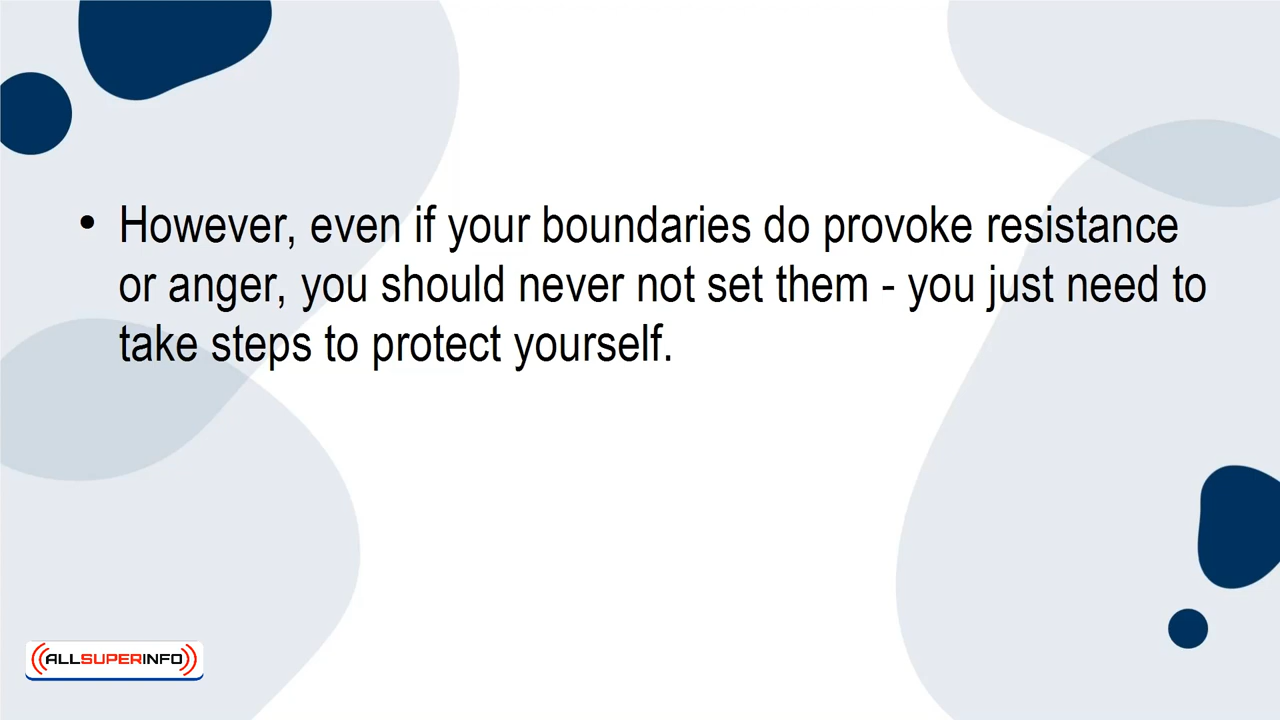 • However, even if your boundaries do provoke resistance
or anger, you should never not set them - you just need to
take steps to protect yourself.
ALLSUPERINFO